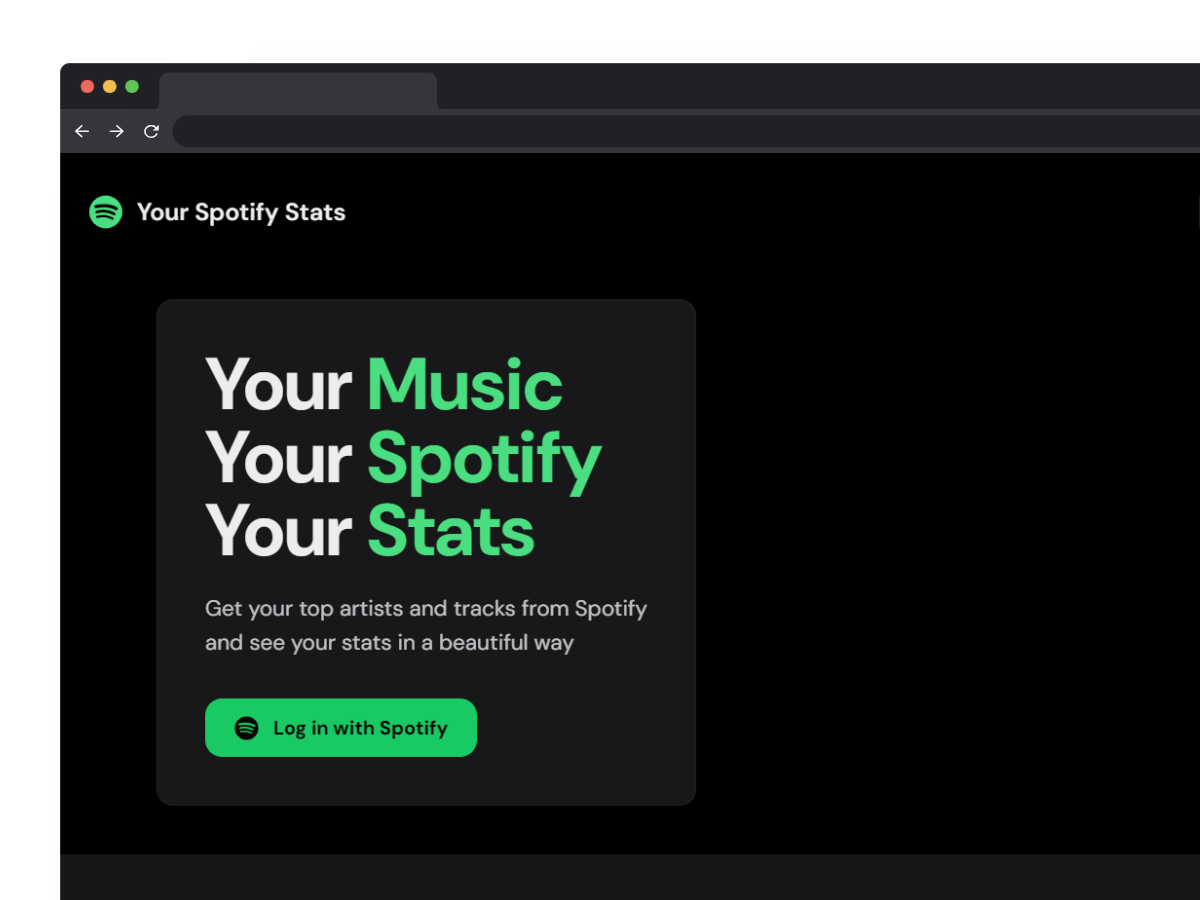 Your Spotify Stats
Your Music
Your Spotify
Your Stats
Get your top artists and tracks from Spotify
and see your stats in a beautiful way
Log in with Spotify